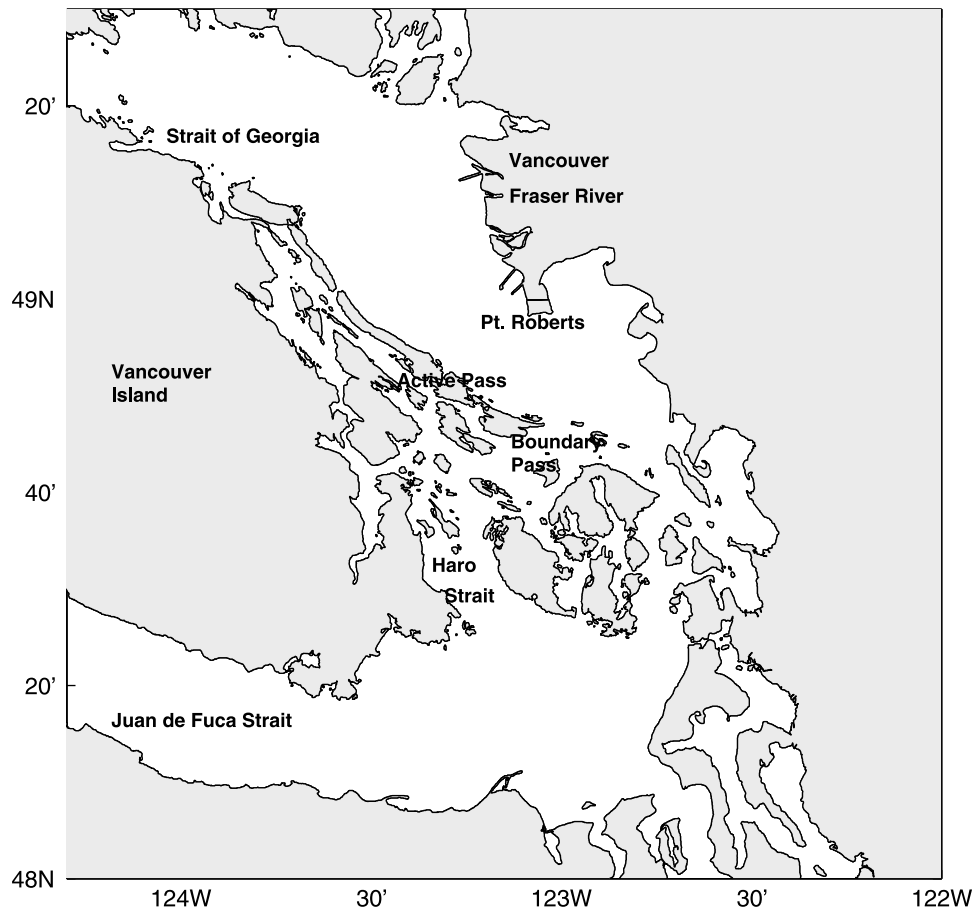 20'
Strait of Georgia
Vancouver
Fraser River
49N
Pt. Roberts
Vancouver
Island
Active Pass
Boundary
Pass
40'
Haro
Strait
20'
Juan de Fuca Strait
48N
124W 30' 123W 30' 122W